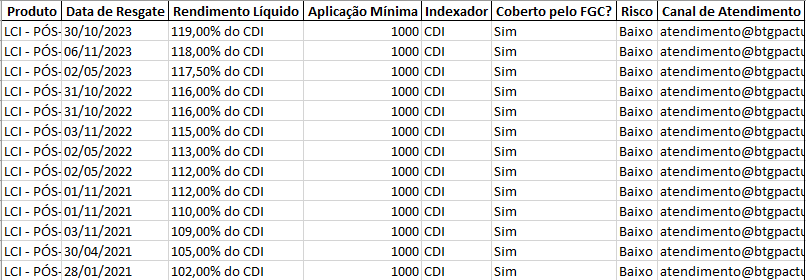 Produto Data de Resgate Rendimento Líquido Aplicação Mínima Indexador Coberto pelo FGC? Risco Canal de Atendimento
LCI - PÓS- 30/10/2023 119,00% do CDI 1000 CDI Sim Baixo atendimento@btgpactu
LCI - PÓS- 06/11/2023 118,00% do CDI 1000 CDI Sim Baixo atendimento@btgpactu
LCI - PÓS- 02/05/2023 117,50% do CDI 1000 CDI Sim Baixo atendimento@btgpactu
LCI - PÓS- 31/10/2022 116,00% do CDI 1000 CDI Sim Baixo atendimento@btgpactu
LCI - PÓS- 31/10/2022 116,00% do CDI 1000 CDI Sim Baixo atendimento@btgpactu
LCI - PÓS- 03/11/2022 115,00% do CDI 1000 CDI Sim Baixo atendimento@btgpactu
LCI - PÓS- 02/05/2022 113,00% do CDI 1000 CDI Sim Baixo atendimento@btgpactu
LCI - PÓS- 02/05/2022 112,00% do CDI 1000 CDI Sim Baixo atendimento@btgpactu
LCI - PÓS- 01/11/2021 112,00% do CDI 1000 CDI Sim Baixo atendimento@btgpactu
LCI - PÓS- 01/11/2021 110,00% do CDI 1000 CDI Sim Baixo atendimento@btgpactu
LCI - PÓS- 03/11/2021 109,00% do CDI 1000 CDI Sim Baixo atendimento@btgpactu
LCI - PÓS- 30/04/2021 105,00% do CDI 1000 CDI Sim Baixo atendimento@btgpactu
LCI - PÓS- 28/01/2021 102,00% do CDI 1000 CDI Sim Baixo atendimento@btgpactu